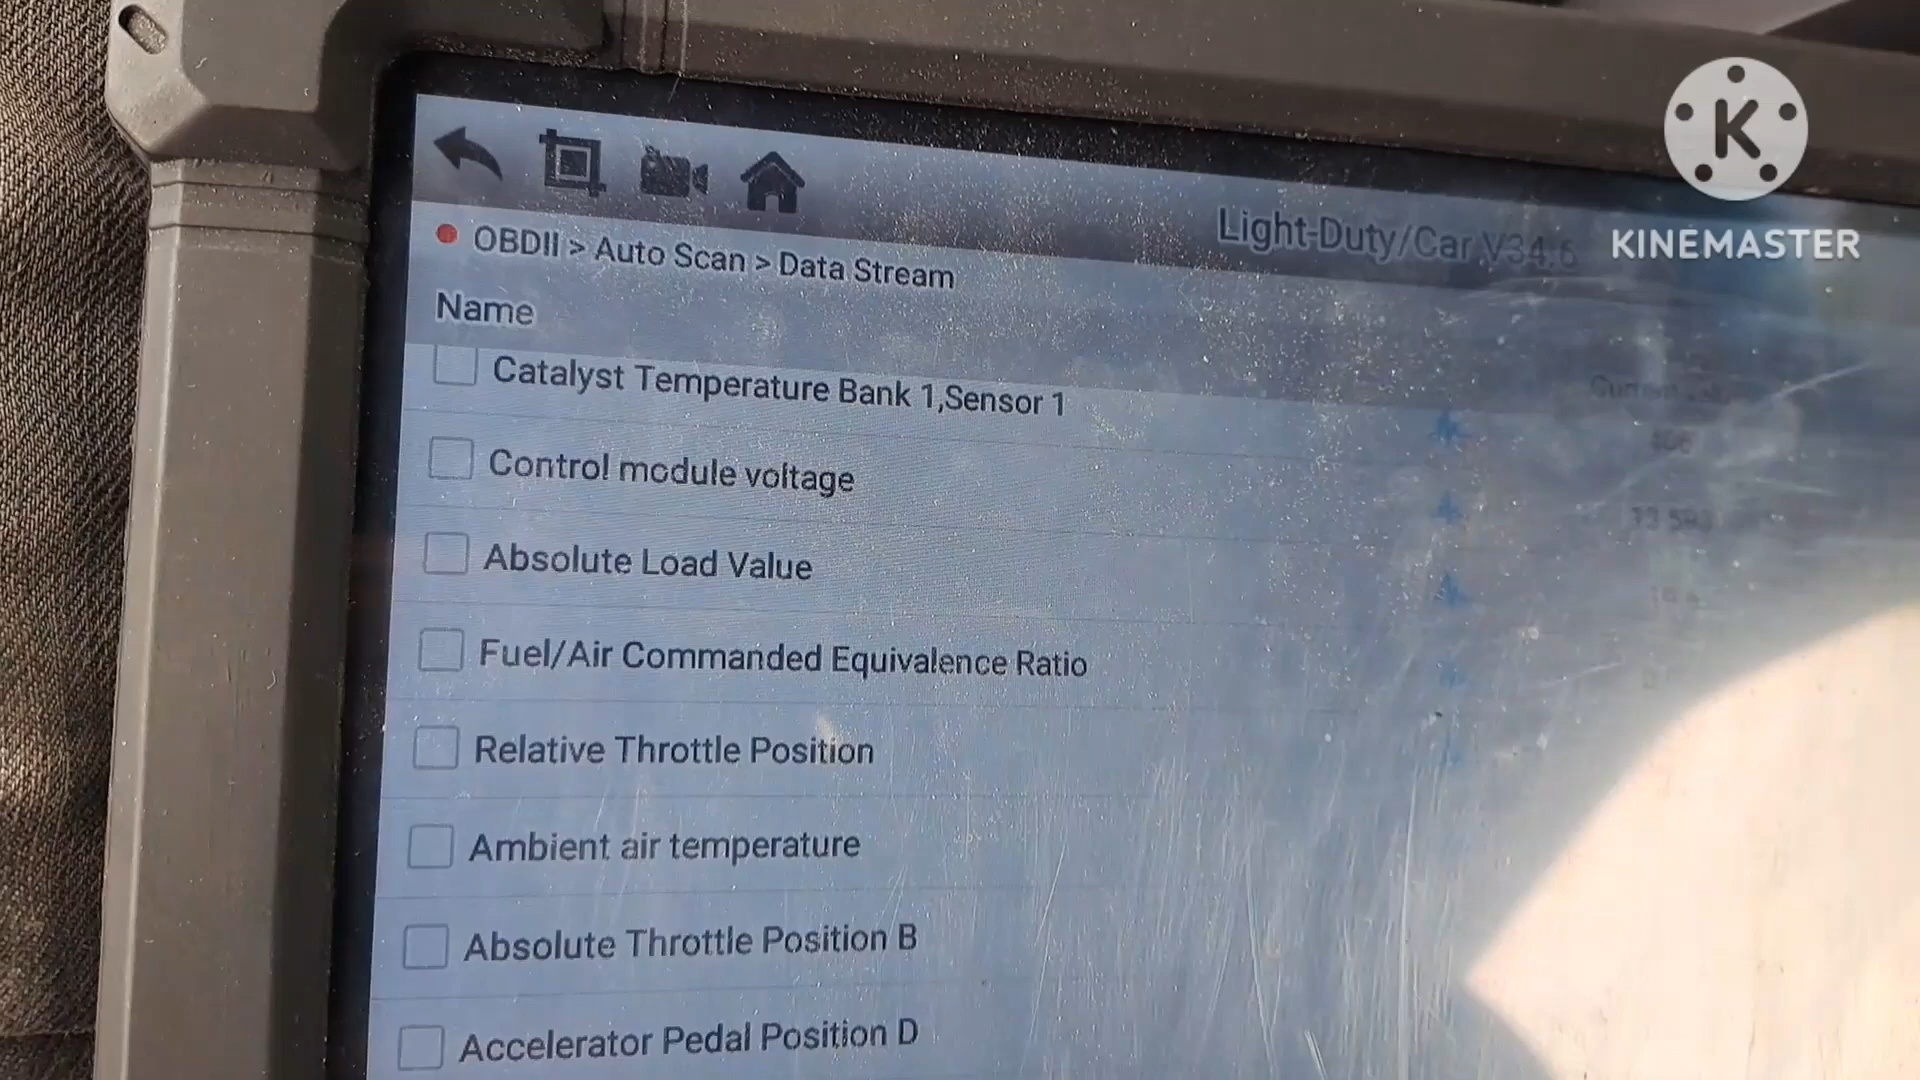 K
KINEMASTER
Light-Duty/Car V34.6
OBDII > Auto Scan > Data Stream
Name
Catalyst Temperature Bank 1,Sensor 1
Control module voltage
Absolute Load Value
Fuel/Air Commanded Equivalence Ratio
Relative Throttle Position
Ambient air temperature
Absolute Throttle Position B
Accelerator Pedal Position D